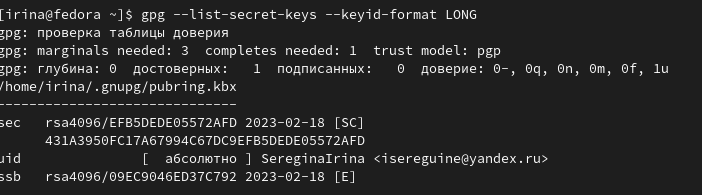 [irina@fedora ~]$ gpg --list-secret-keys --keyid-format LONG
gpg: проверка таблицы доверия
gpg: marginals needed: 3  completes needed: 1  trust model: pgp
gpg: глубина: 0  достоверных:   1  подписанных:   0  доверие: 0-, 0q, 0n, 0m, 0f, 1u
/home/irina/.gnupg/pubring.kbx
------------------------------
sec   rsa4096/EFB5DEDE05572AFD 2023-02-18 [SC]
      431A3950FC17A67994C67DC9EFB5DEDE05572AFD
uid               [  абсолютно ] SereginaIrina <isereguine@yandex.ru>
ssb   rsa4096/09EC9046ED37C792 2023-02-18 [E]